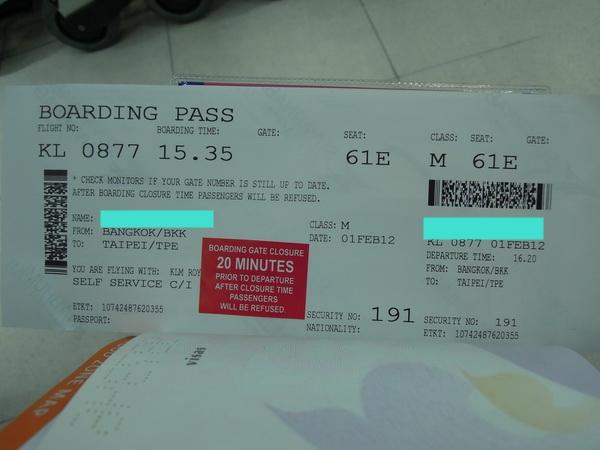 BOARDING PASS
FLIGHT NO: BOARDING TIME: GATE: SEAT: CLASS: SEAT: GATE:
KL 0877 15.35 61E M 61E
* CHECK MONITORS IF YOUR GATE NUMBER IS STILL UP TO DATE.
AFTER BOARDING CLOSURE TIME PASSENGERS WILL BE REFUSED.
NAME: CLASS: M
FROM: BANGKOK/BKK DATE: 01FEB12 KL 0877 01FEB12
TO: TAIPEI/TPE DEPARTURE TIME: 16.20
FROM: BANGKOK/BKK
TO: TAIPEI/TPE
YOU ARE FLYING WITH: KLM ROY
SELF SERVICE C/I
BOARDING GATE CLOSURE
20 MINUTES
PRIOR TO DEPARTURE
AFTER CLOSURE TIME
PASSENGERS
WILL BE REFUSED.
ETKT: 10742487620355 SECURITY NO: 191 SECURITY NO: 191
PASSPORT: NATIONALITY: ETKT: 10742487620355
ZONE MAP
Visas